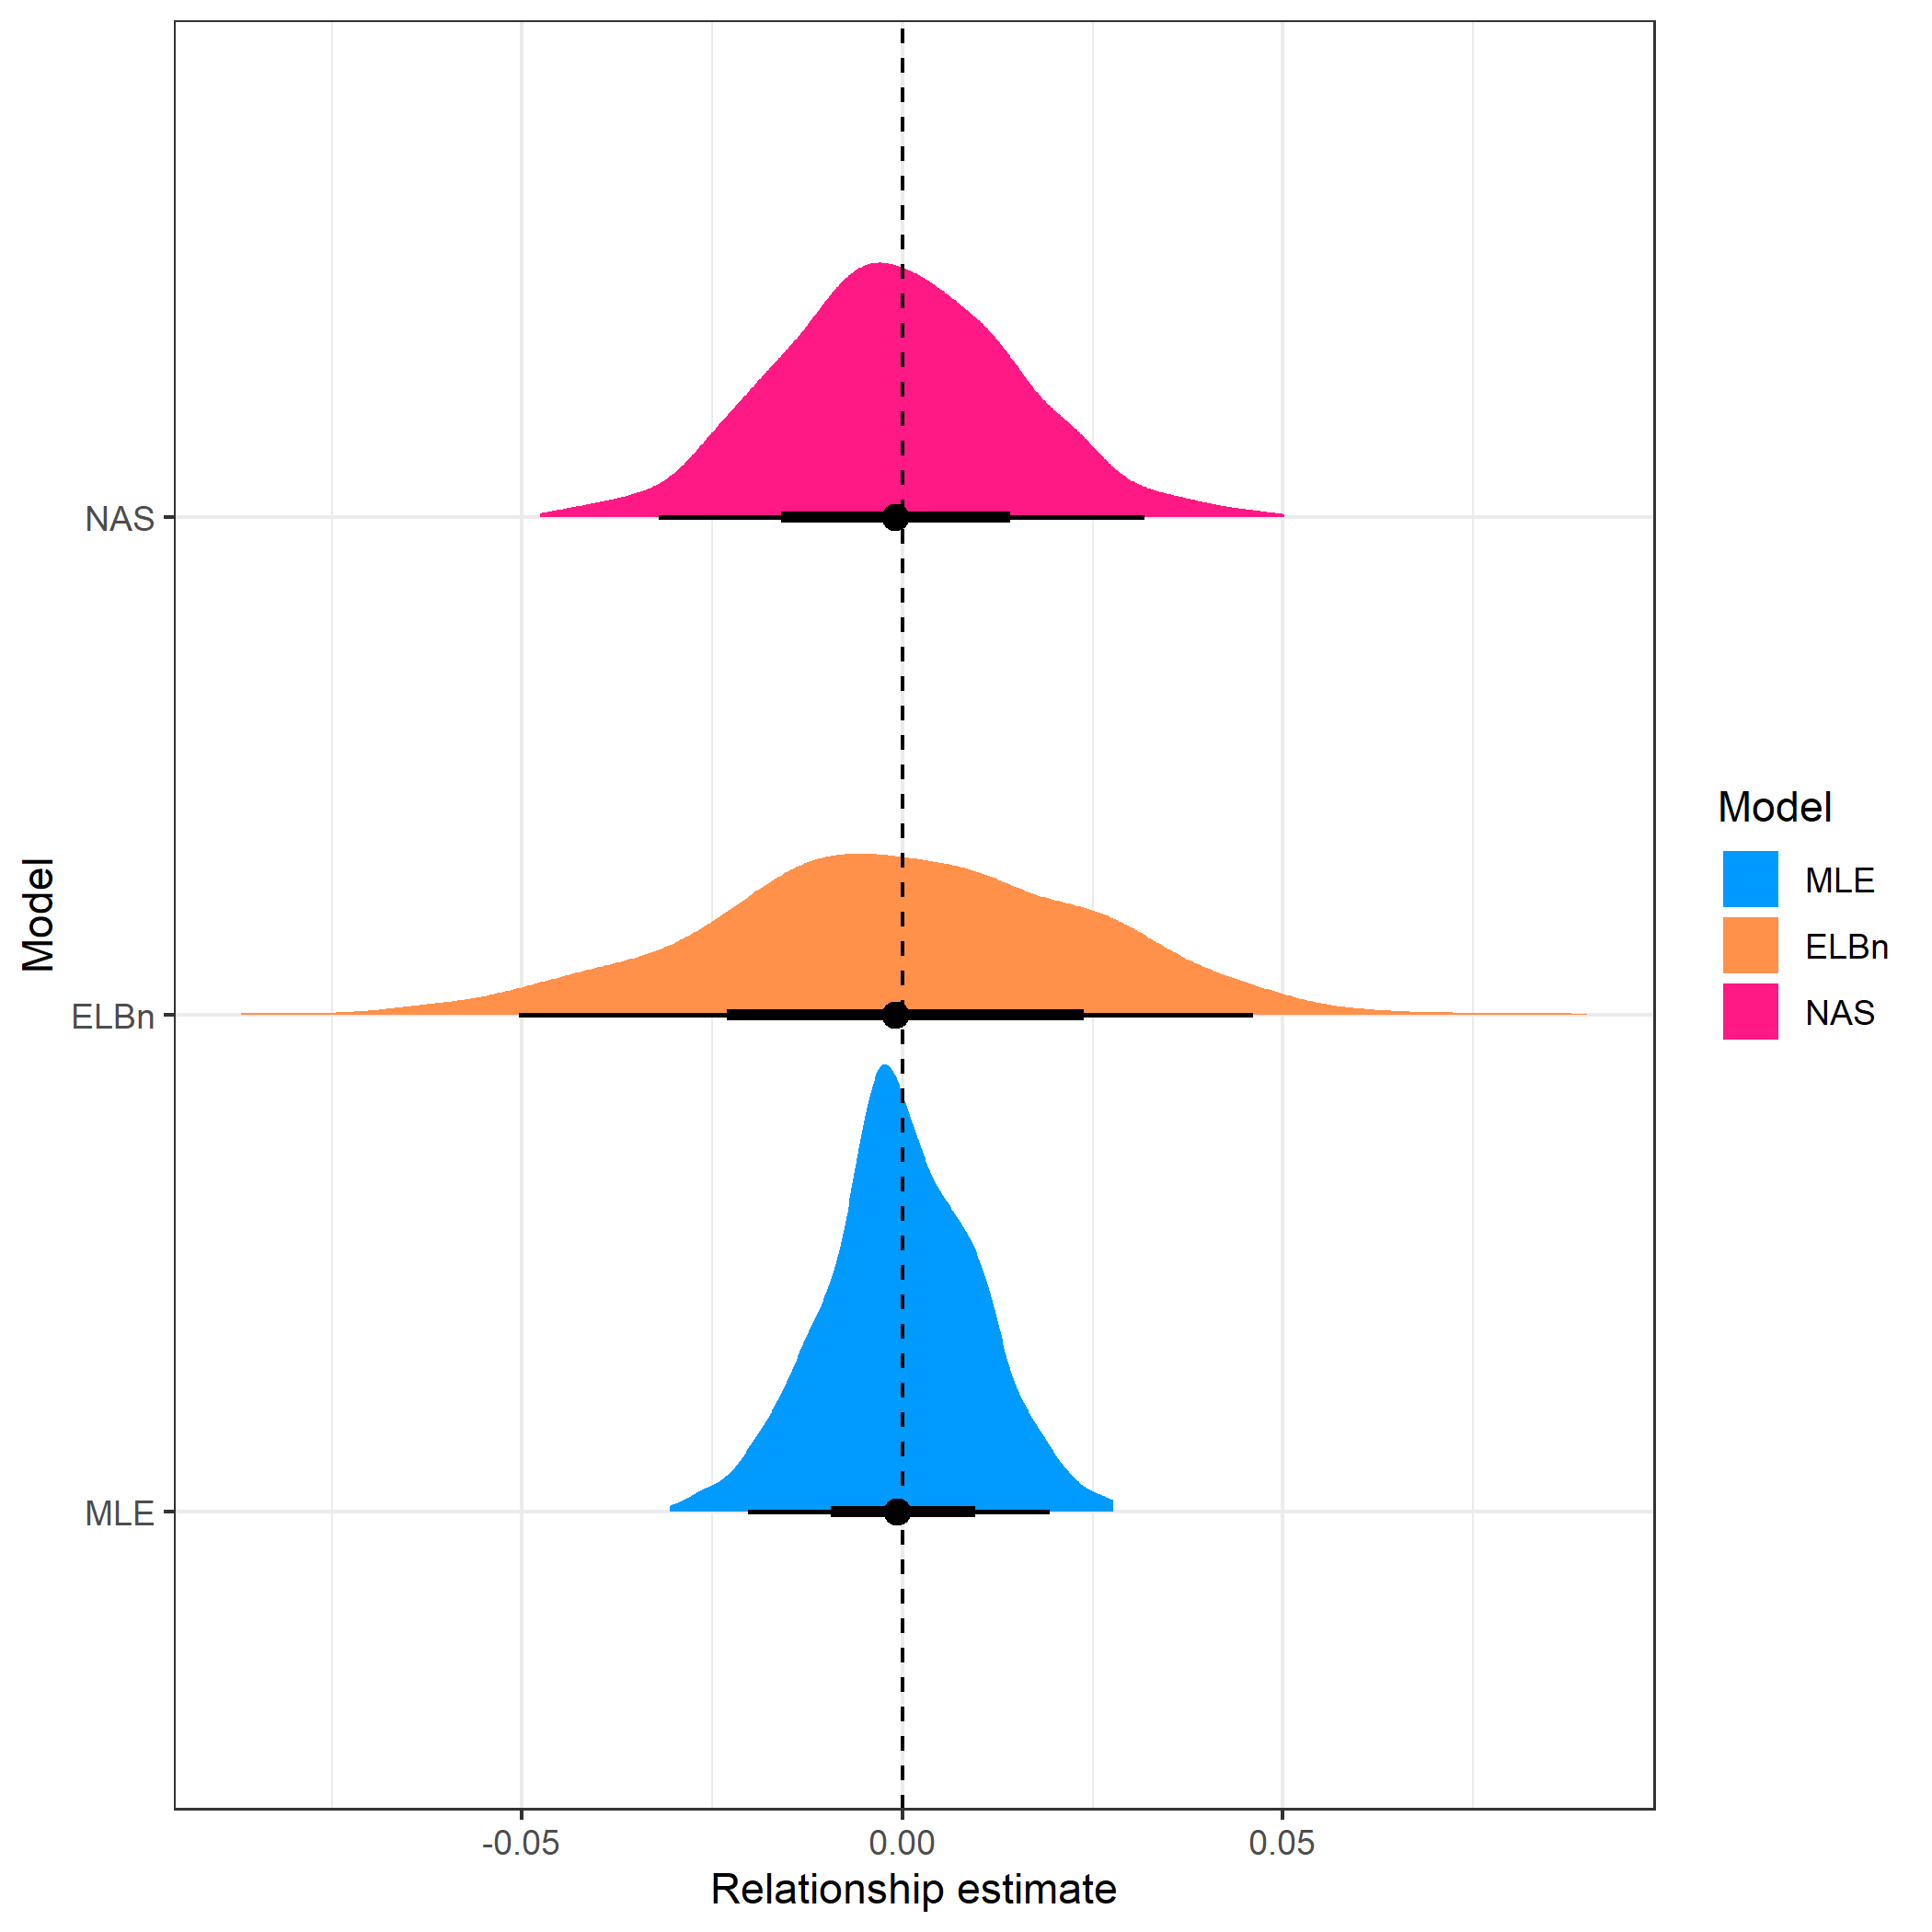 Model
NAS
ELBn
MLE
-0.05
0.00
0.05
Relationship estimate
Model
MLE
ELBn
NAS